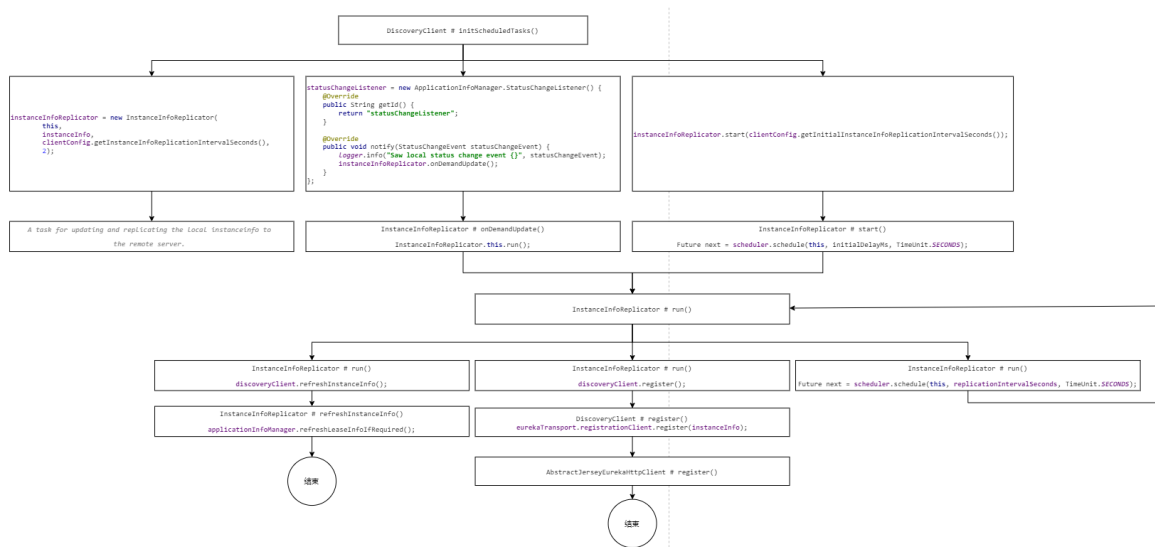 DiscoveryClient # initScheduledTasks()
instanceInfoReplicator = new InstanceInfoReplicator(
this,
instanceInfo,
clientConfig.getInstanceInfoReplicationIntervalSeconds(),
2);
statusChangeListener = new ApplicationInfoManager.StatusChangeListener() {
@Override
public String getId() {
return "statusChangeListener";
}
@Override
public void notify(StatusChangeEvent statusChangeEvent) {
logger.info("Saw local status change event {}", statusChangeEvent);
instanceInfoReplicator.onDemandUpdate();
}
};
instanceInfoReplicator.start(clientConfig.getInitialInstanceInfoReplicationIntervalSeconds());
A task for updating and replicating the local instanceinfo to
the remote server.
InstanceInfoReplicator # onDemandUpdate()
InstanceInfoReplicator.this.run();
InstanceInfoReplicator # start()
Future next = scheduler.schedule(this, initialDelayMs, TimeUnit.SECONDS);
InstanceInfoReplicator # run()
InstanceInfoReplicator # run()
discoveryClient.refreshInstanceInfo();
InstanceInfoReplicator # run()
discoveryClient.register();
InstanceInfoReplicator # run()
Future next = scheduler.schedule(this, replicationIntervalSeconds, TimeUnit.SECONDS);
InstanceInfoReplicator # refreshInstanceInfo()
applicationInfoManager.refreshLeaseInfoIfRequired();
DiscoveryClient # register()
eurekaTransport.registrationClient.register(instanceInfo);
结束
AbstractJerseyEurekaHttpClient # register()
结束